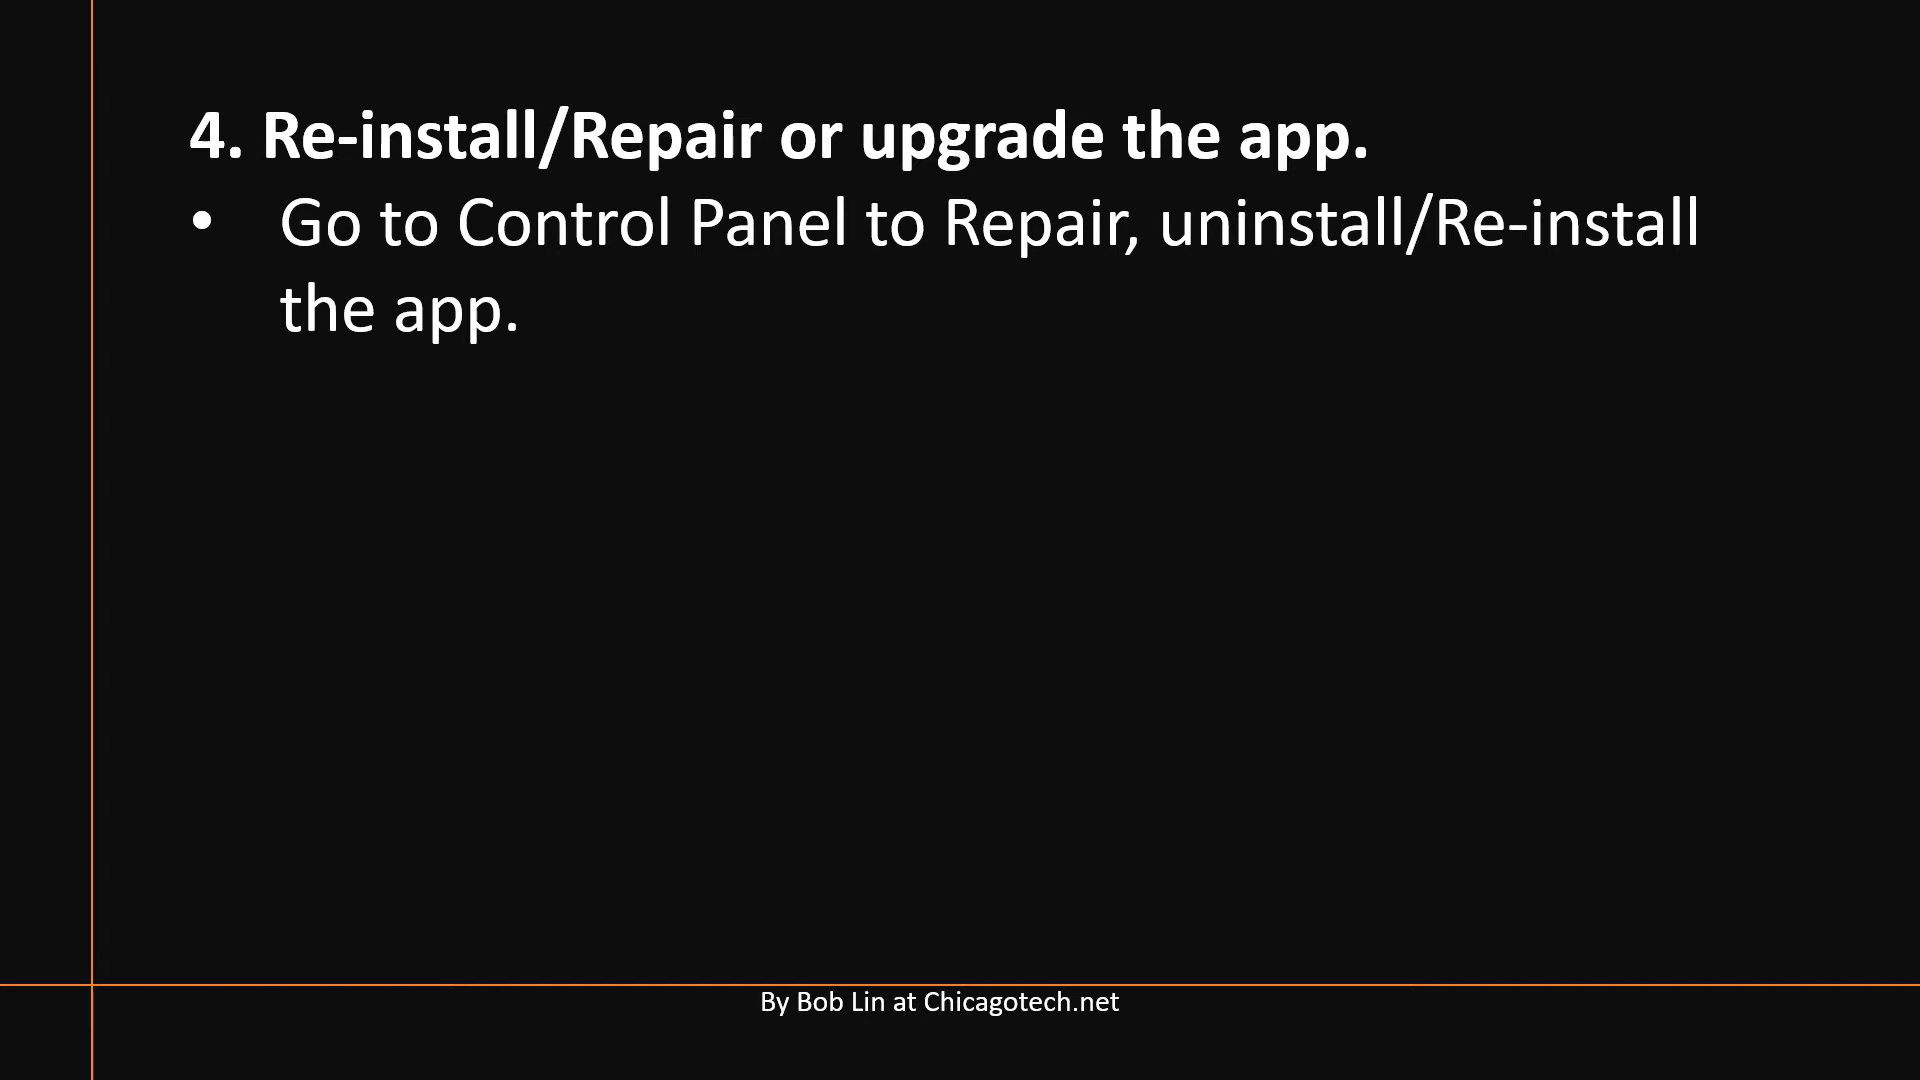 4. Re-install/Repair or upgrade the app.
• Go to Control Panel to Repair, uninstall/Re-install
the app.
By Bob Lin at Chicagotech.net